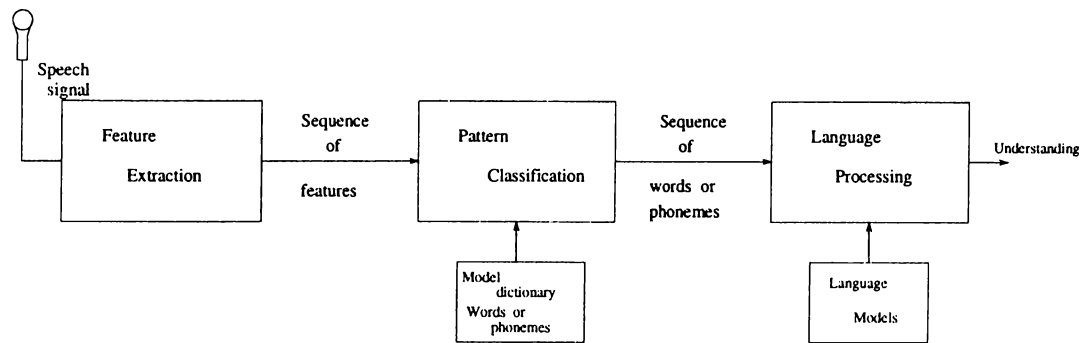 Speech
signal
Feature
Extraction
Sequence
of
features
Pattern
Classification
Sequence
of
words or
phonemes
Language
Processing
Understanding
Model
dictionary
Words or
phonemes
Language
Models